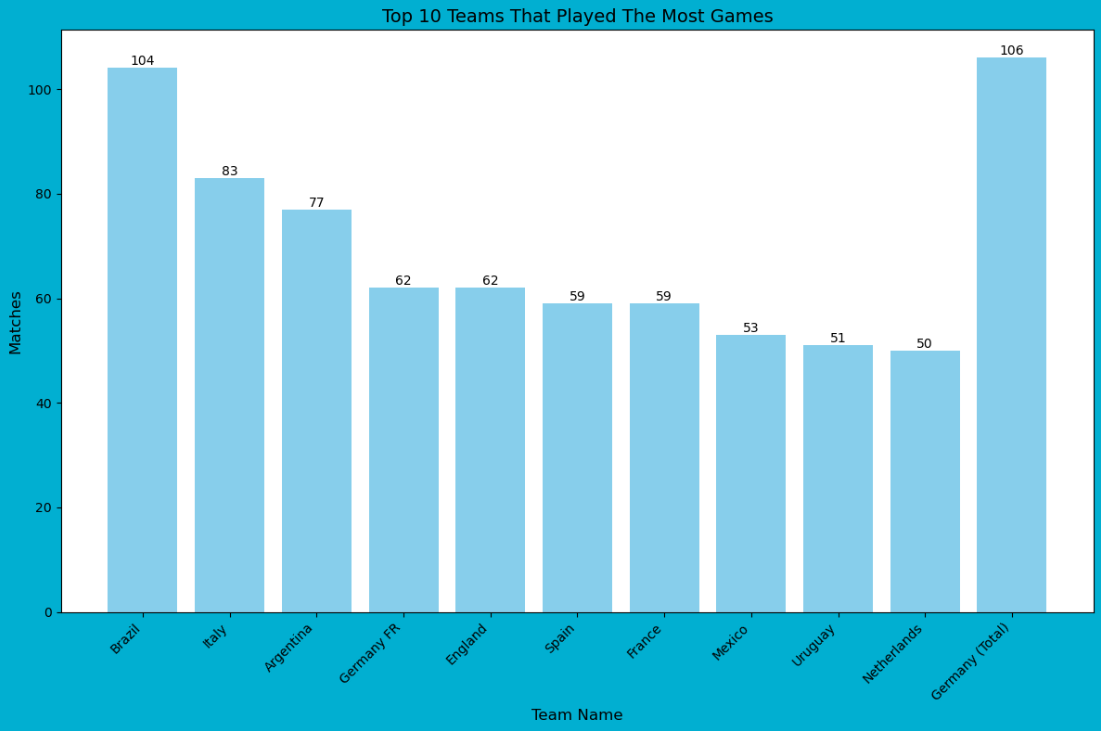 Top 10 Teams That Played The Most Games
Matches
100
80
60
40
20
0
104
83
77
62
62
59
59
53
51
50
106
Brazil
Italy
Argentina
Germany FR
England
Spain
France
Mexico
Uruguay
Netherlands
Germany (Total)
Team Name